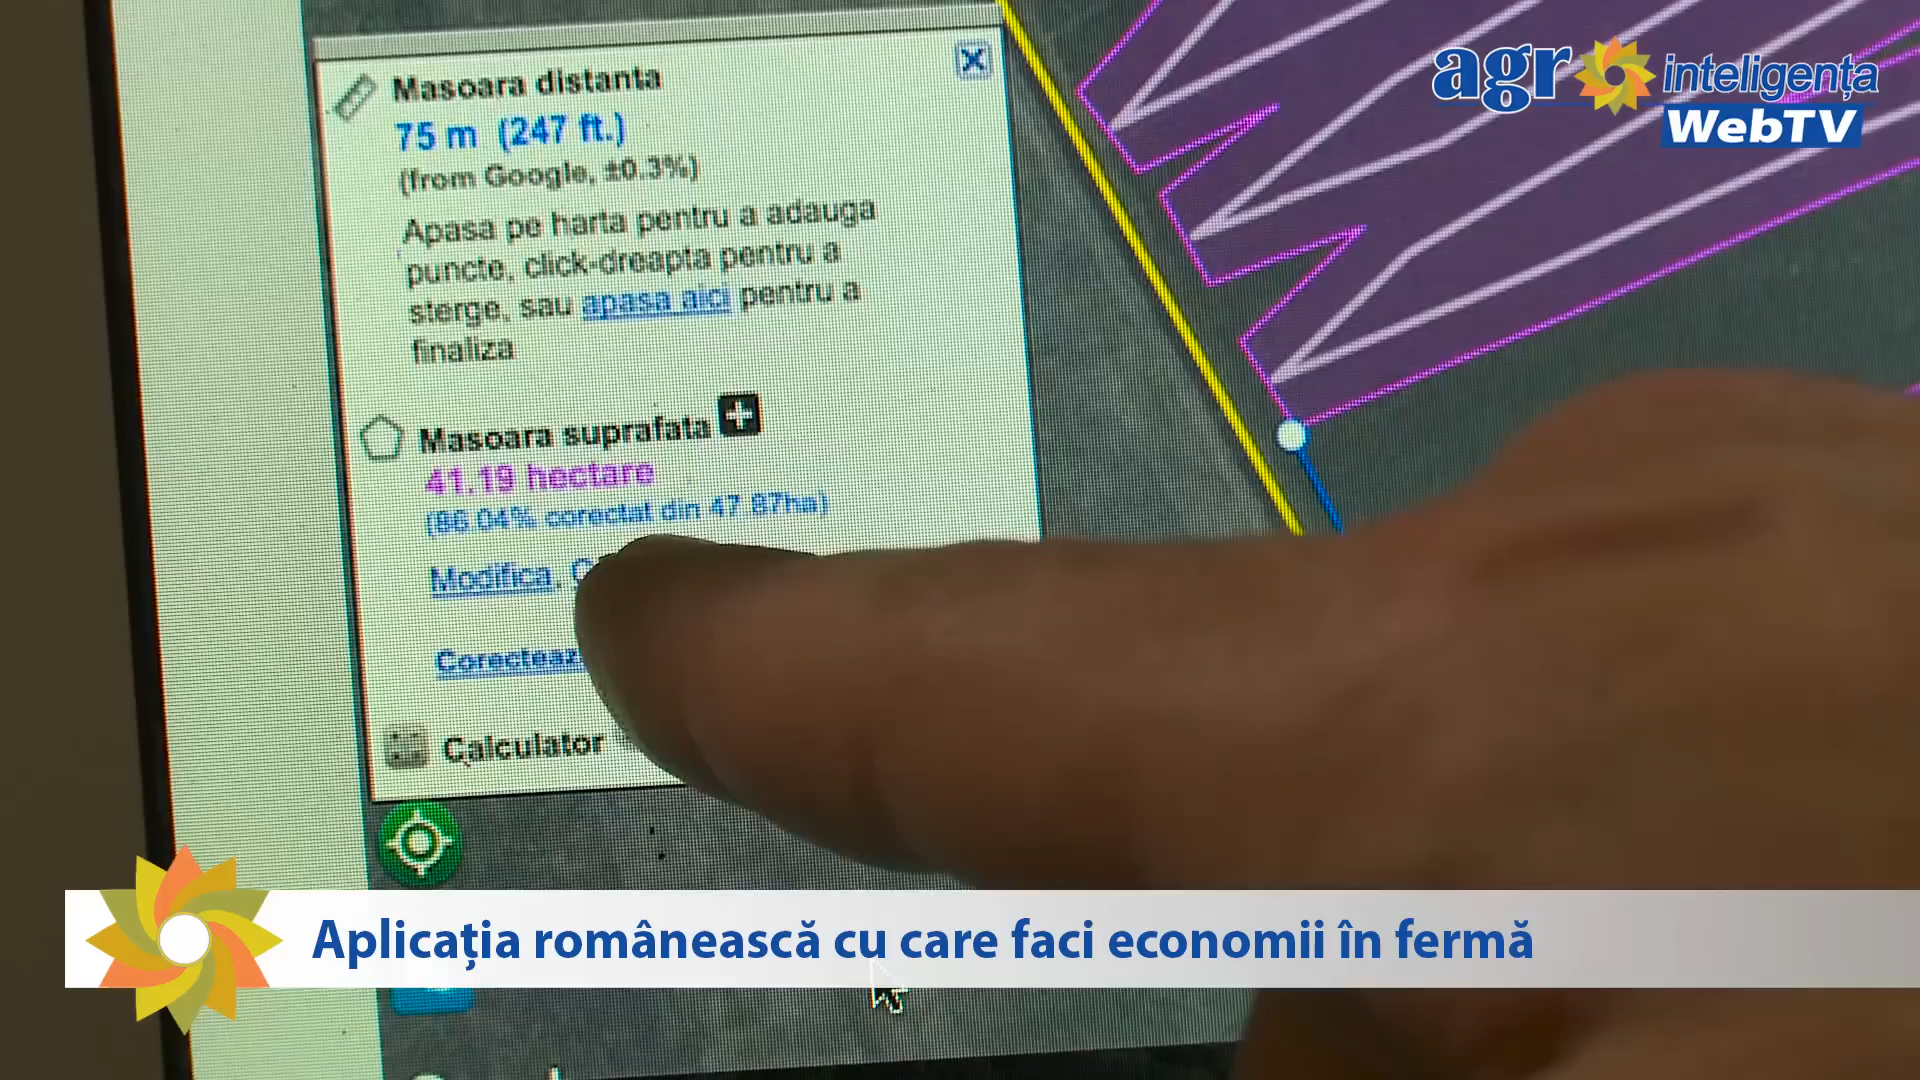 Masoara distanta
75 m (247 ft.)
(from Google, ±0.3%)
Apasa pe harta pentru a adauga
puncte, click-dreapta pentru a
sterge, sau apasa aici pentru a
finaliza
Masoara suprafata
41.19 hectare
(86.04% corectat din 47.87ha)
Modifica,
Calculator
agr inteligența
WebTV
Aplicația românească cu care faci economii în fermă